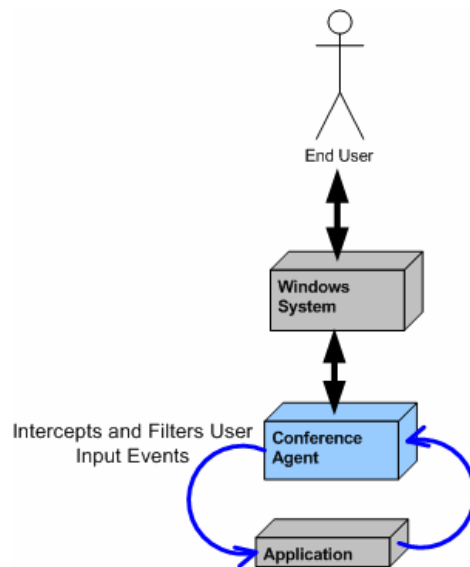 End User
Windows
System
Intercepts and Filters User
Input Events
Conference
Agent
Application